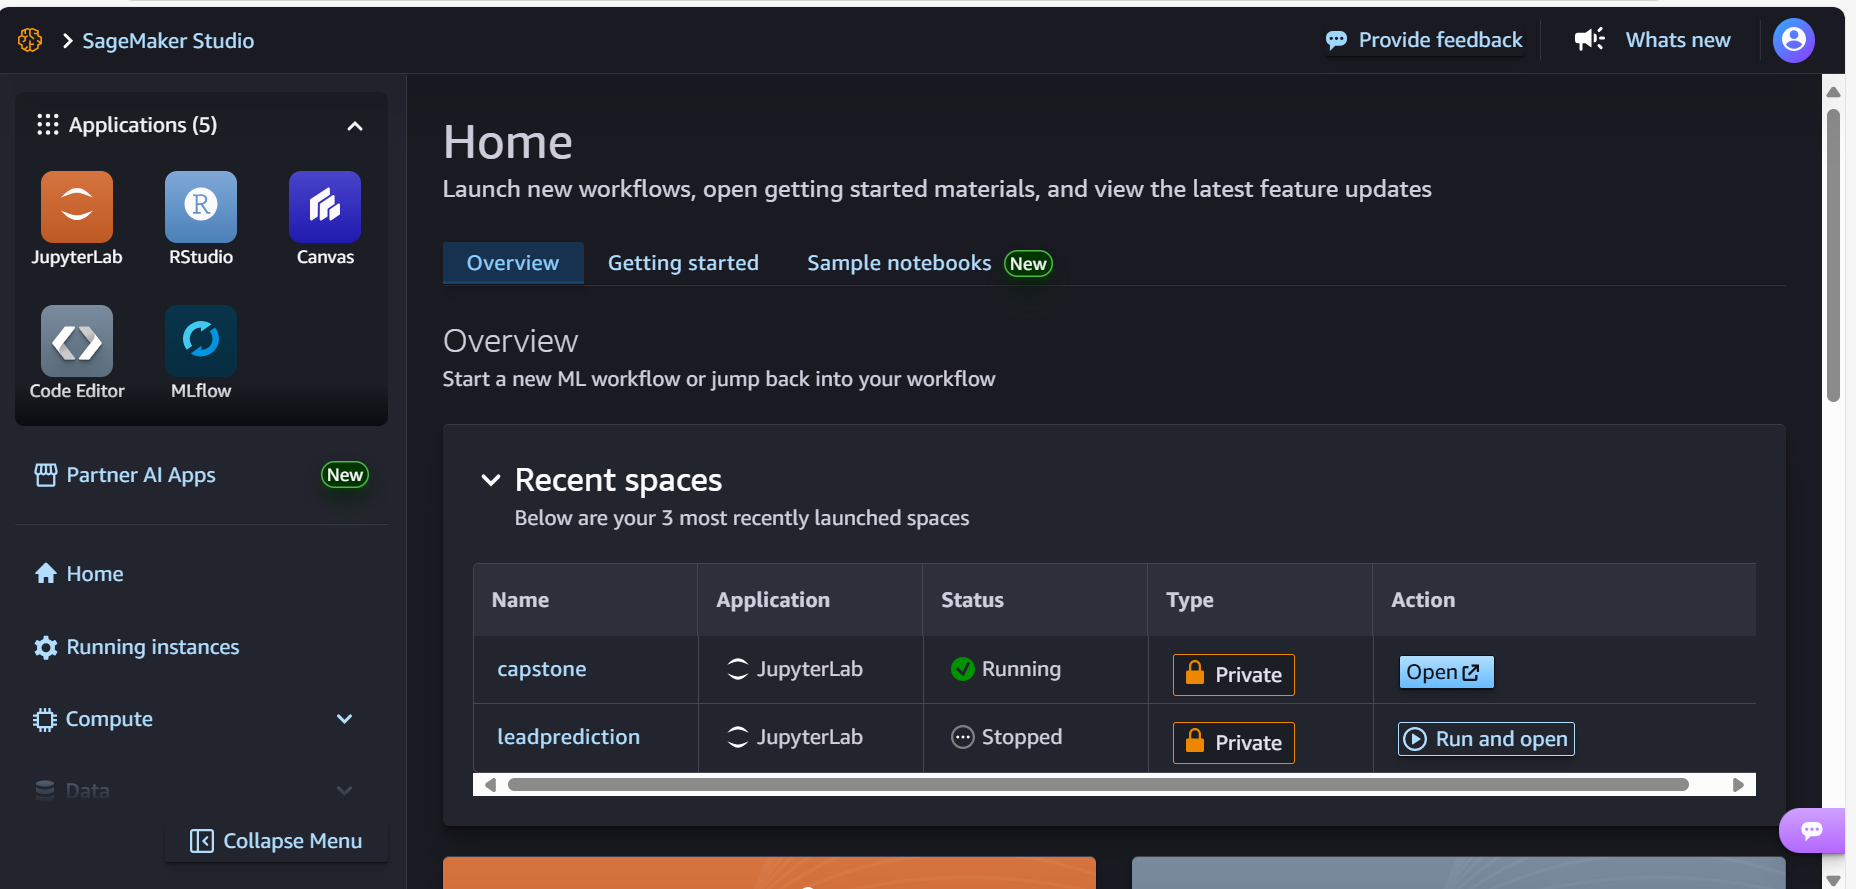 SageMaker Studio
Provide feedback
Whats new
Applications (5)
JupyterLab
RStudio
Canvas
Code Editor
MLflow
Partner AI Apps
New
Home
Running instances
Compute
Data
Collapse Menu
Home
Launch new workflows, open getting started materials, and view the latest feature updates
Overview
Getting started
Sample notebooks New
Overview
Start a new ML workflow or jump back into your workflow
Recent spaces
Below are your 3 most recently launched spaces
Name Application Status Type Action
capstone JupyterLab Running Private Open
leadprediction JupyterLab Stopped Private Run and open